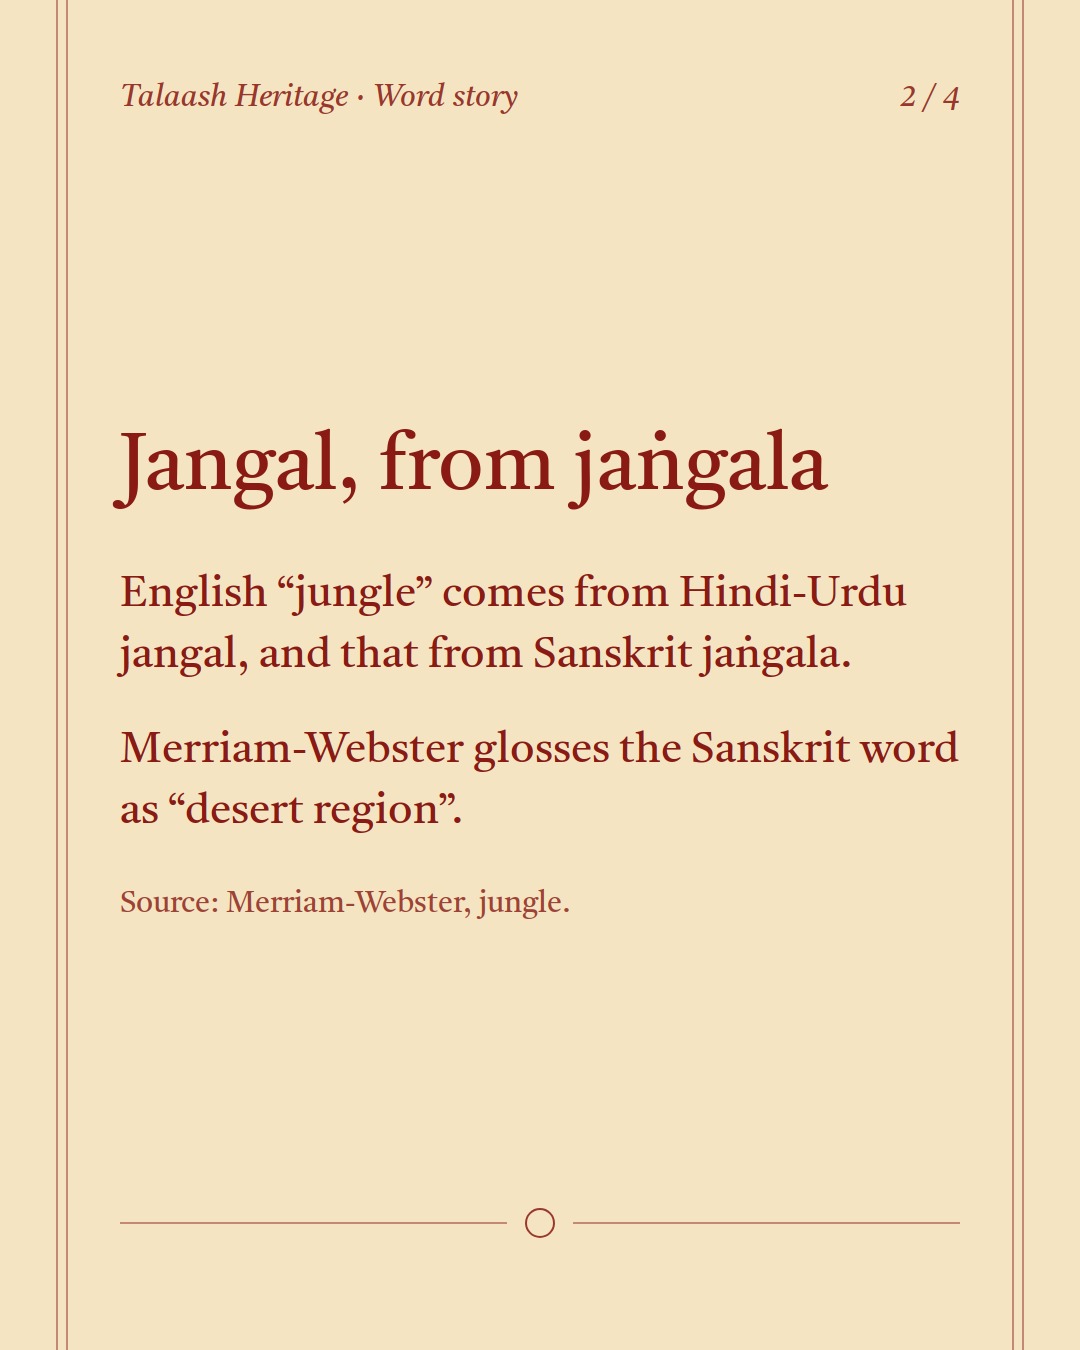 Talaash Heritage · Word story
2 / 4
Jangal, from jaṅgala
English “jungle” comes from Hindi-Urdu
jangal, and that from Sanskrit jaṅgala.
Merriam-Webster glosses the Sanskrit word
as “desert region”.
Source: Merriam-Webster, jungle.